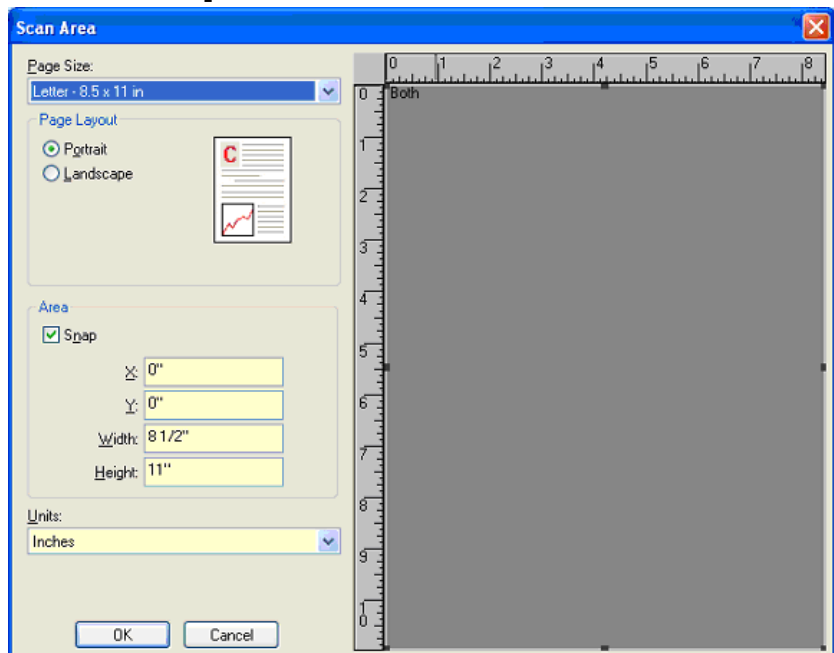 Scan Area
Page Size:
Letter - 8.5 x 11 in
Page Layout
Portrait
Landscape
C
Area
Snap
X: 0"
Y: 0"
Width: 8 1/2"
Height: 11"
Units:
Inches
OK Cancel
0 1 2 3 4 5 6 7 8
Both
0
1
2
3
4
5
6
7
8
9
10